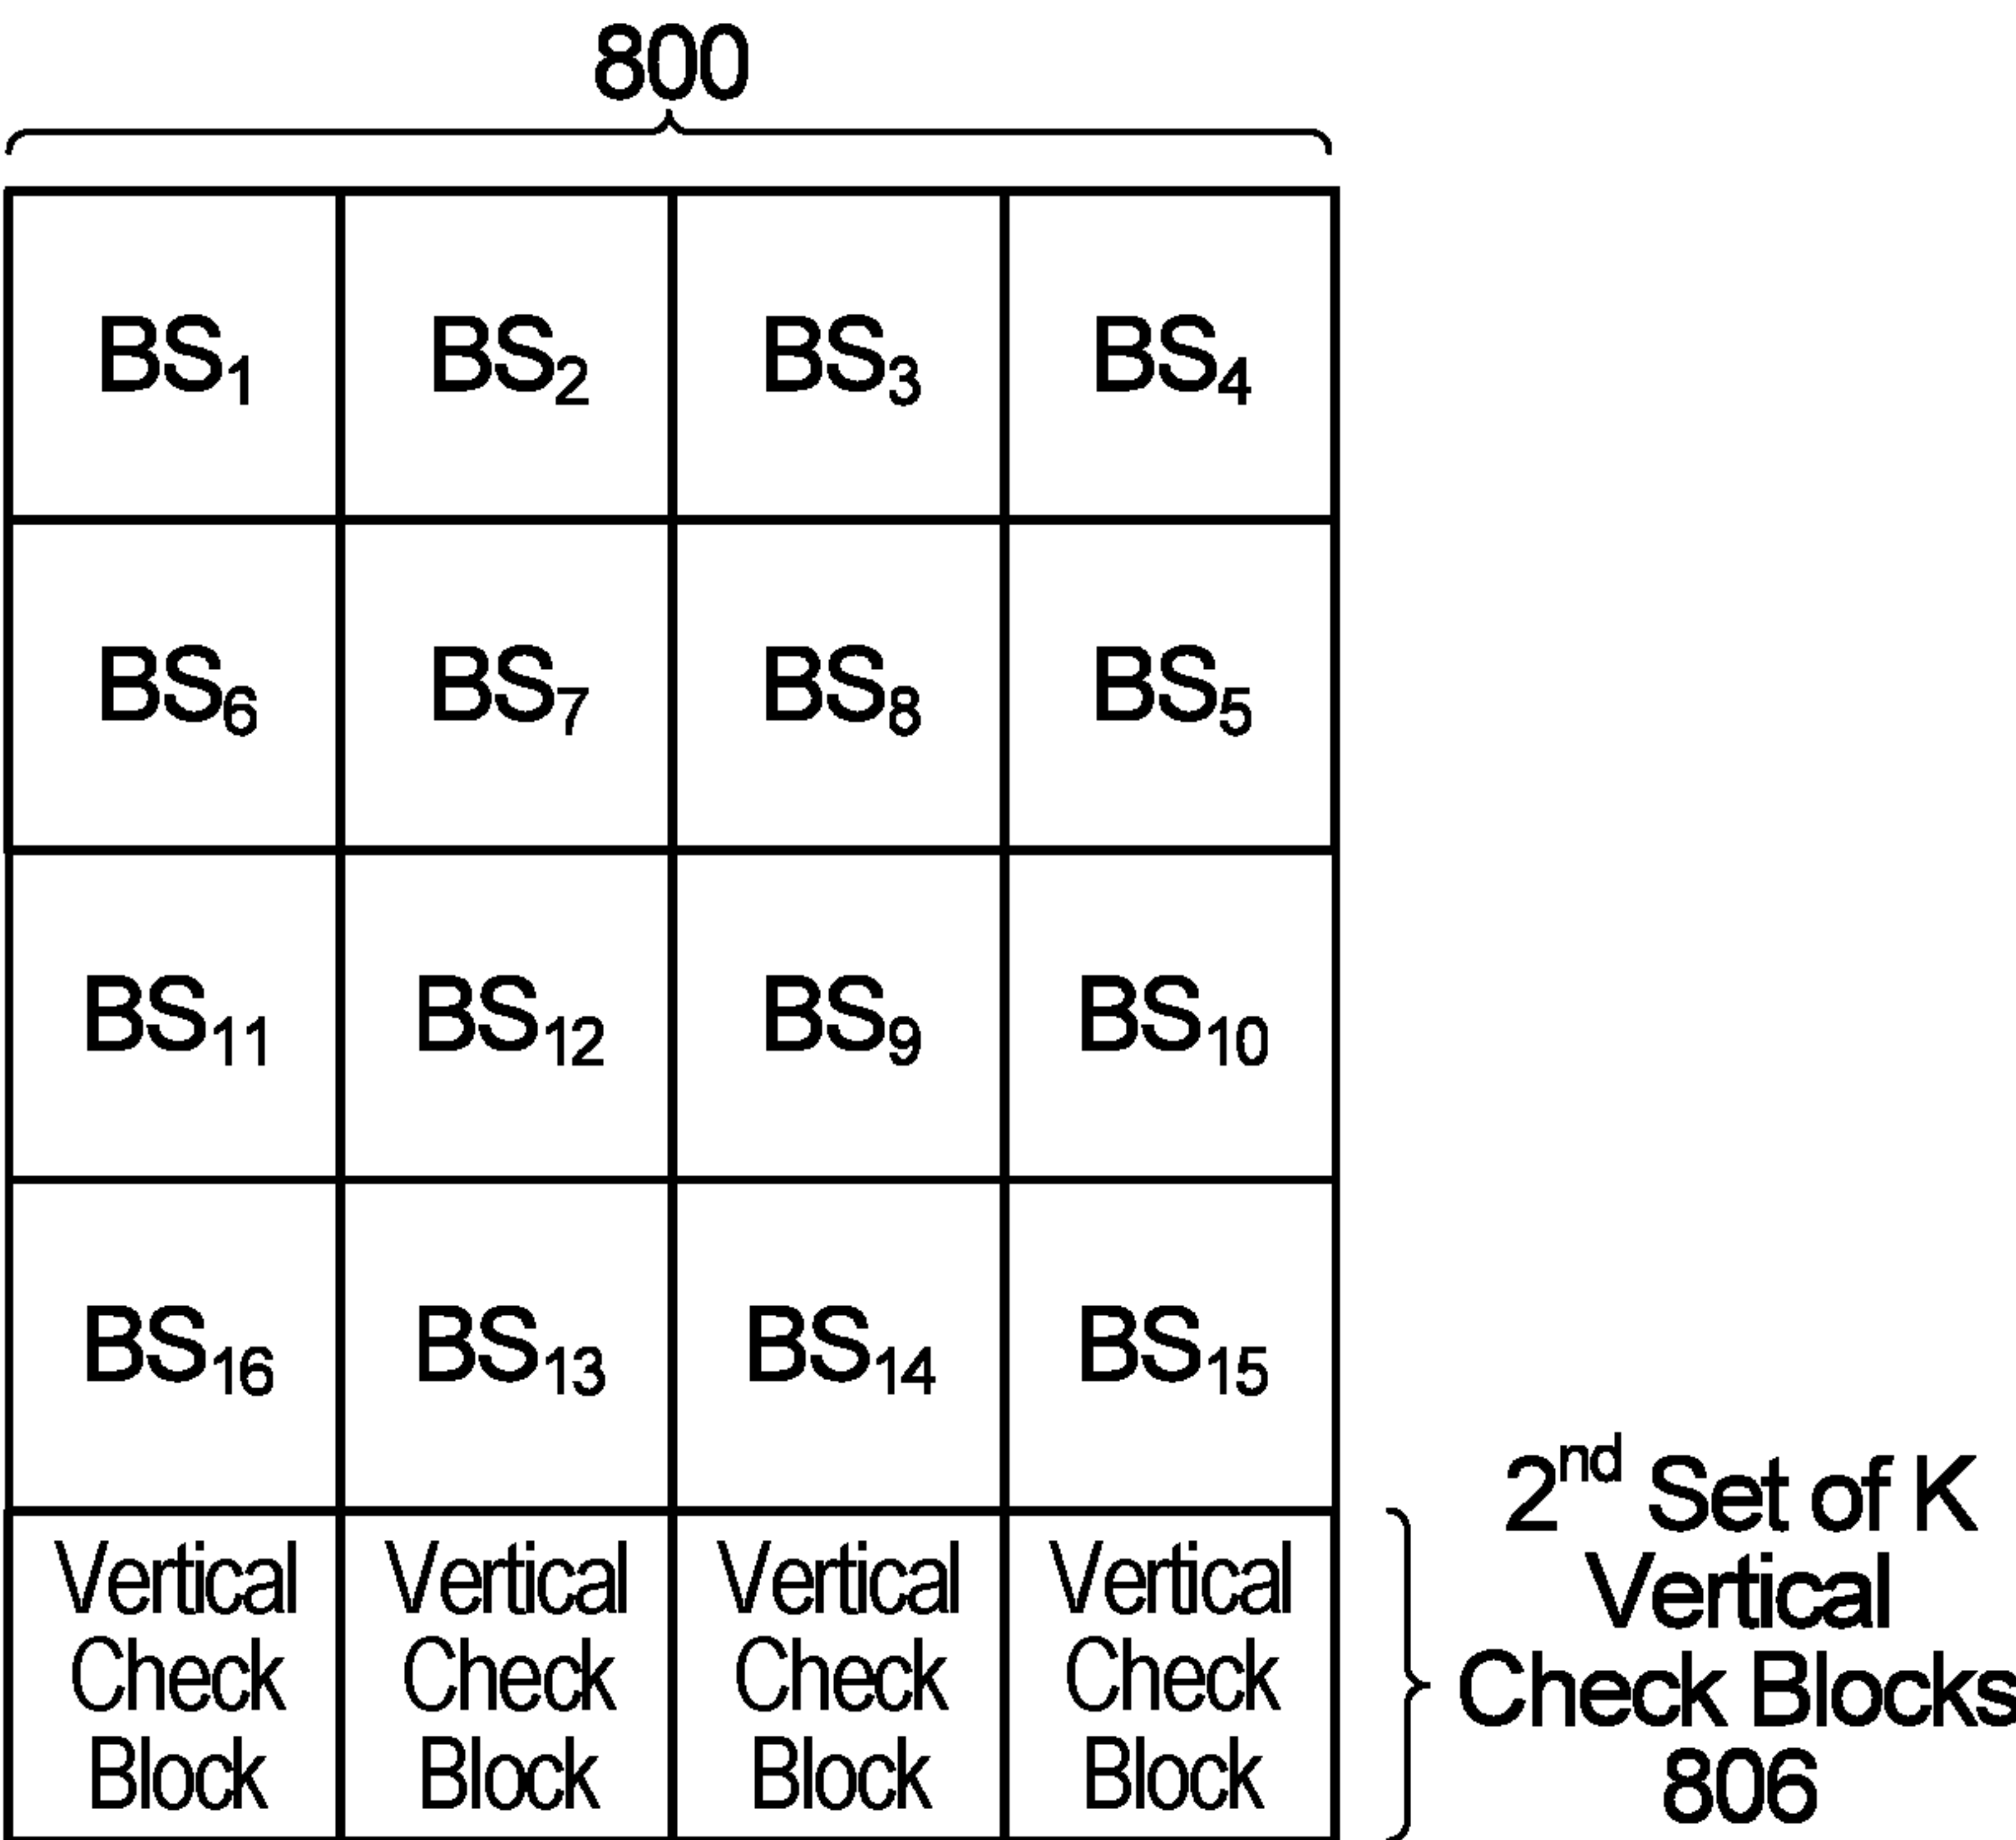 800
BS₁ BS₂ BS₃ BS₄
BS₆ BS₇ BS₈ BS₅
BS₁₁ BS₁₂ BS₉ BS₁₀
BS₁₆ BS₁₃ BS₁₄ BS₁₅
Vertical Vertical Vertical Vertical
Check Check Check Check
Block Block Block Block
2ⁿᵈ Set of K
Vertical
Check Blocks
806